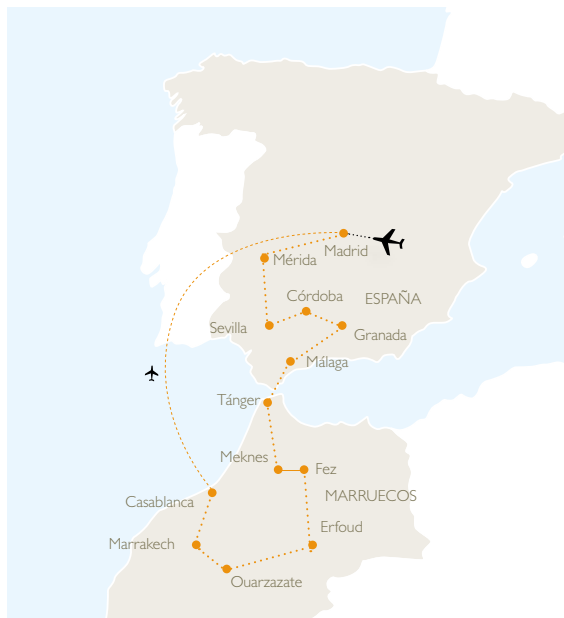 Madrid
Mérida
Córdoba
ESPAÑA
Sevilla
Granada
Málaga
Tánger
Meknes
Fez
MARRUECOS
Casablanca
Erfoud
Marrakech
Ouarzazate